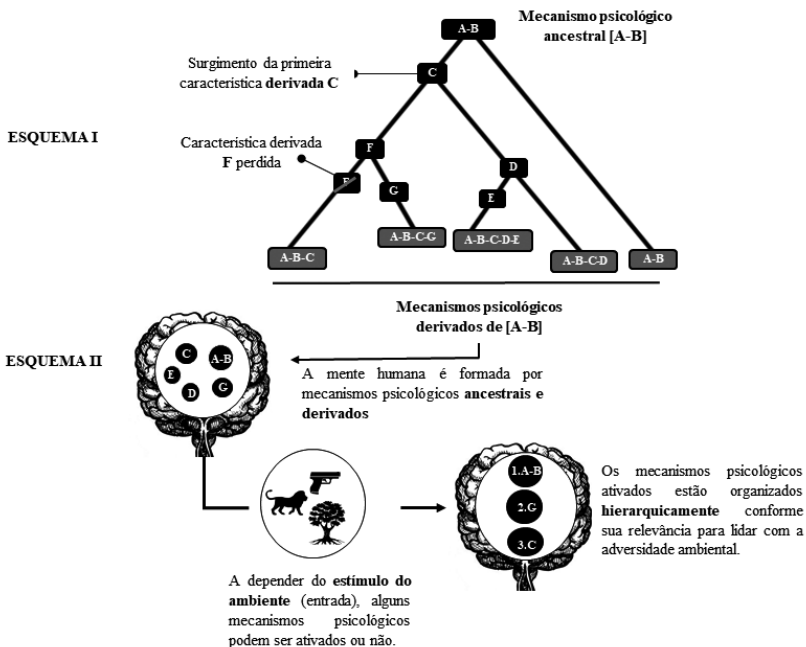 Mecanismo psicológico
ancestral [A-B]
A-B
Surgimento da primeira
característica derivada C
C
ESQUEMA I
Característica derivada
F perdida
F
F
G
D
E
A-B-C
A-B-C-G
A-B-C-D-E
A-B-C-D
A-B
Mecanismos psicológicos
derivados de [A-B]
ESQUEMA II
C
A-B
E
D
G
A mente humana é formada por
mecanismos psicológicos ancestrais e
derivados
1.A-B
2.G
3.C
Os mecanismos psicológicos
ativados estão organizados
hierarquicamente conforme
sua relevância para lidar com a
adversidade ambiental.
A depender do estímulo do
ambiente (entrada), alguns
mecanismos psicológicos
podem ser ativados ou não.